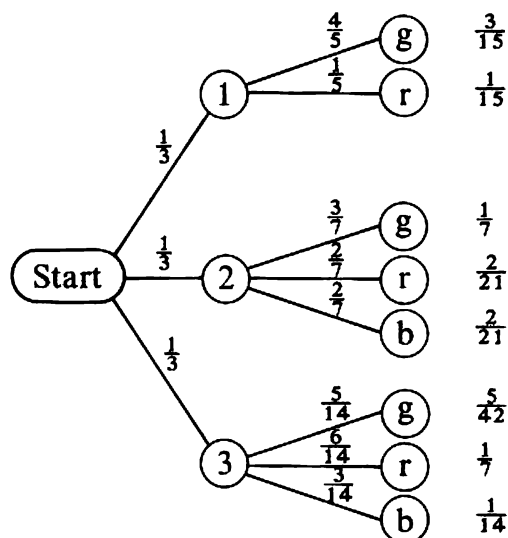 4/5 g 3/15
1 1/5 r 1/15
1/3
3/7 g 1/7
Start 1/3 2 2/7 r 2/21
2/7 b 2/21
1/3
5/14 g 5/42
3 6/14 r 1/7
3/14 b 1/14